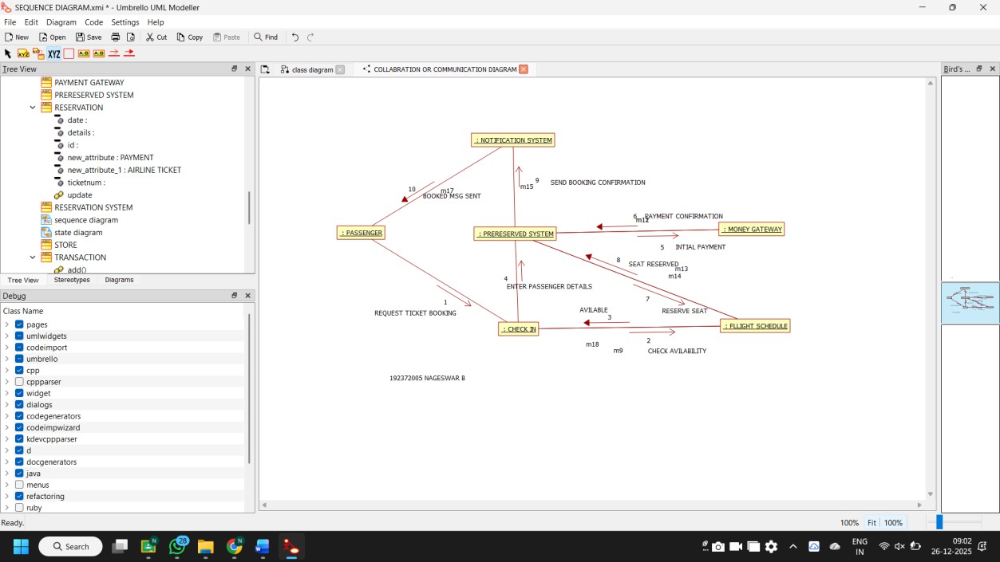 SEQUENCE DIAGRAM.xmi * - Umbrello UML Modeller
File Edit Diagram Code Settings Help
New Open Save Cut Copy Paste Find
XYZ XYZ A:B A:B
Tree View
PAYMENT GATEWAY
PRERESERVED SYSTEM
RESERVATION
date :
details :
id :
new_attribute : PAYMENT
new_attribute_1 : AIRLINE TICKET
ticketnum :
update
RESERVATION SYSTEM
sequence diagram
state diagram
STORE
TRANSACTION
add()
Tree View Stereotypes Diagrams
Debug
Class Name
pages
umlwidgets
codeimport
umbrello
cpp
cppparser
widget
dialogs
codegenerators
codeimpwizard
kdevcppparser
d
docgenerators
java
menus
refactoring
ruby
class diagram COLLABRATION OR COMMUNICATION DIAGRAM
: NOTIFICATION SYSTEM
9 SEND BOOKING CONFIRMATION
m15
10 m17
BOOKED MSG SENT
6 PAYMENT CONFIRMATION
: PASSENGER
: PRERESERVED SYSTEM
: MONEY GATEWAY
5 INTIAL PAYMENT
8 SEAT RESERVED
m13
m14
4
ENTER PASSENGER DETAILS
7
RESERVE SEAT
1
REQUEST TICKET BOOKING
AVILABLE
3
: CHECK IN
: FLLIGHT SCHEDULE
2
m18
m9
CHECK AVILABILITY
192372005 NAGESWAR B
Bird's ...
Ready.
100% Fit 100%
Search
28
ENG
IN
09:02
26-12-2025